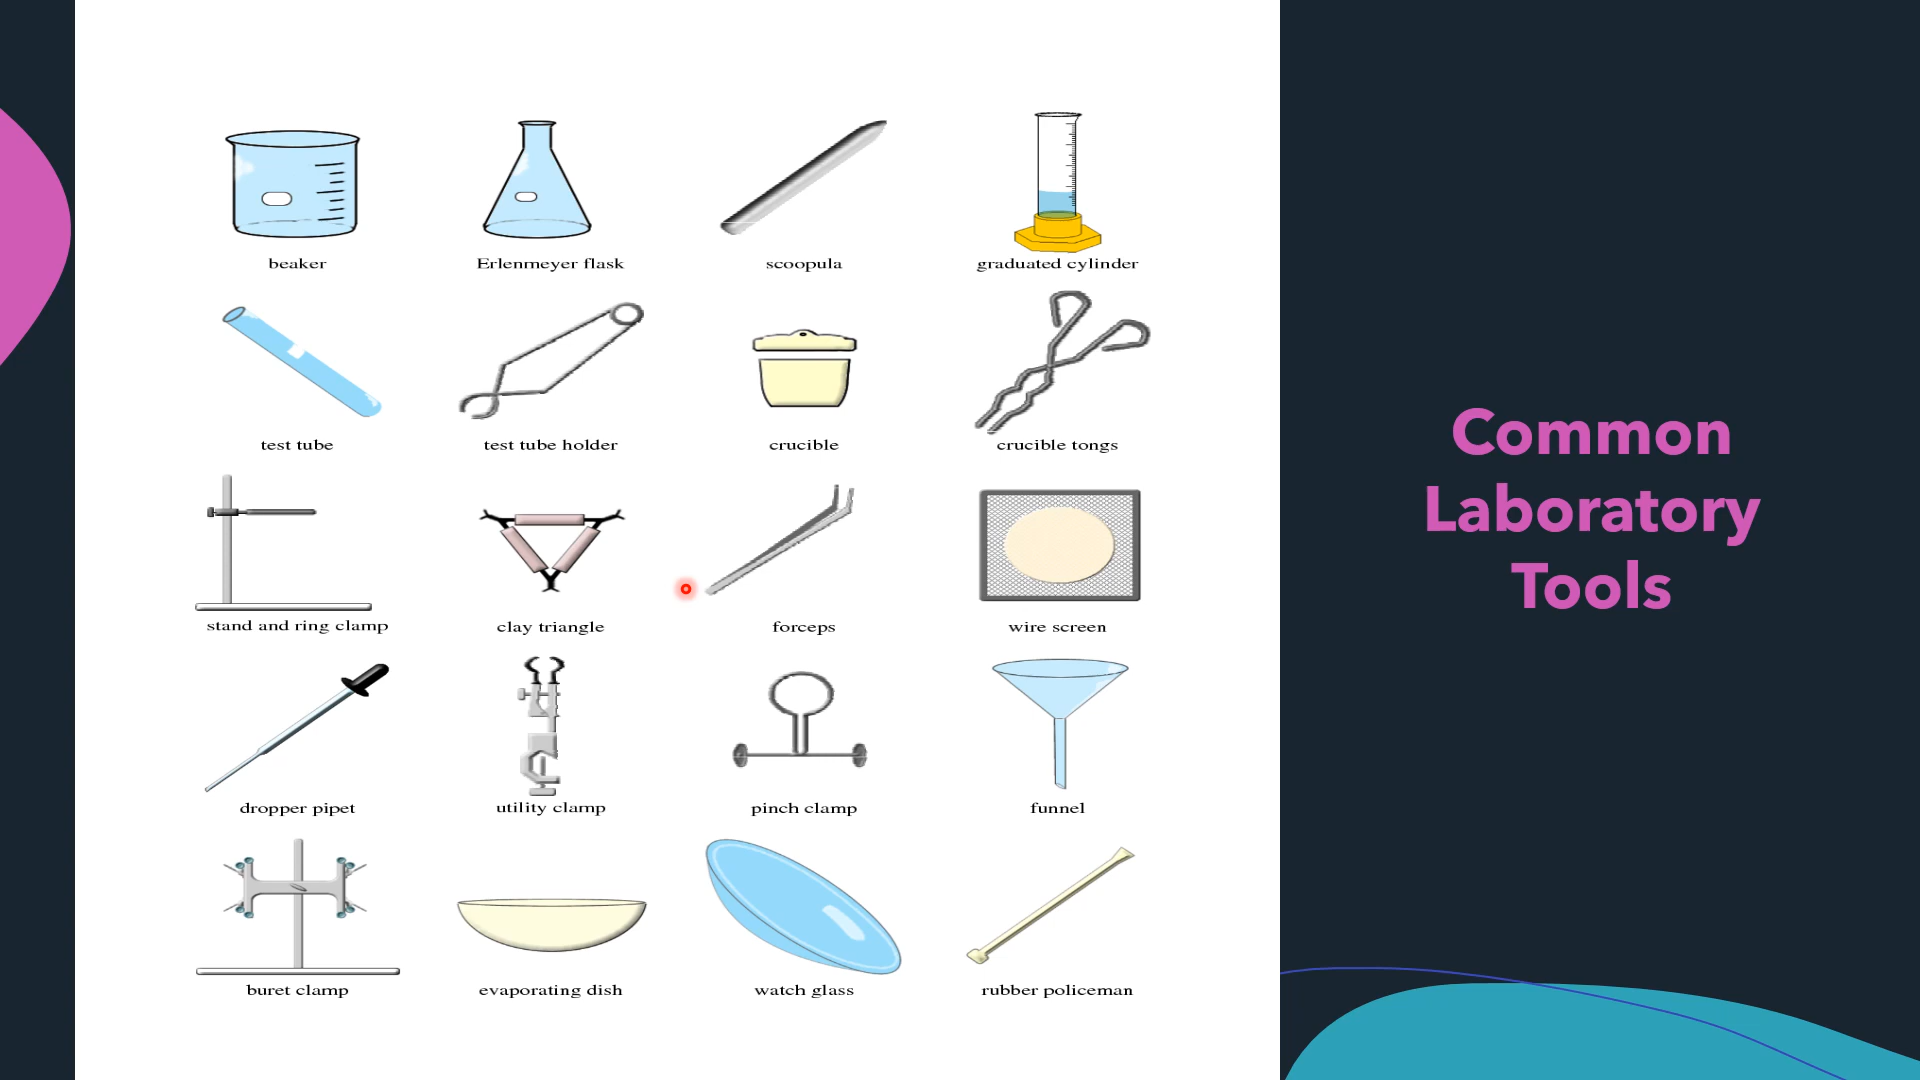 beaker
Erlenmeyer flask
scoopula
graduated cylinder
test tube
test tube holder
crucible
crucible tongs
stand and ring clamp
clay triangle
forceps
wire screen
dropper pipet
utility clamp
pinch clamp
funnel
buret clamp
evaporating dish
watch glass
rubber policeman
Common
Laboratory
Tools